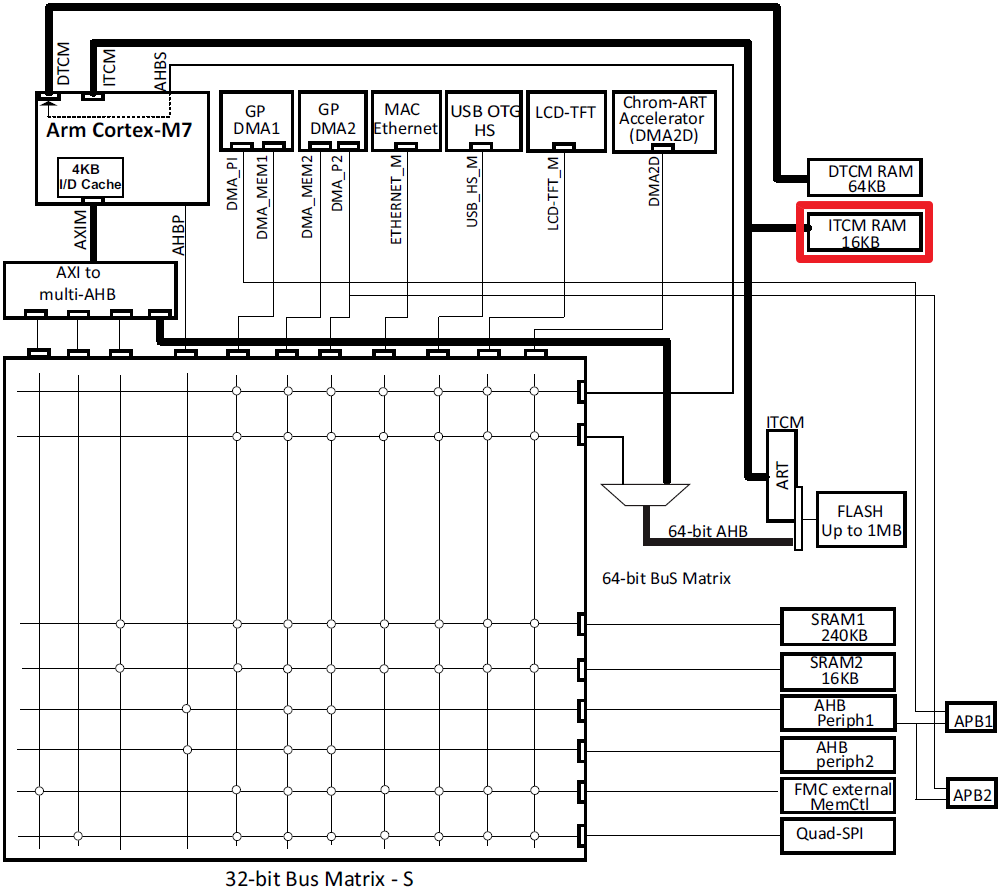 DTCM
ITCM
AHBS
Arm Cortex-M7
4KB
I/D Cache
GP
DMA1
GP
DMA2
MAC
Ethernet
USB OTG
HS
LCD-TFT
Chrom-ART
Accelerator
(DMA2D)
DTCM RAM
64KB
ITCM RAM
16KB
AXIM
AHBP
DMA_PI
DMA_MEM1
DMA_MEM2
DMA_P2
ETHERNET_M
USB_HS_M
LCD-TFT_M
DMA2D
AXI to
multi-AHB
ITCM
ART
FLASH
Up to 1MB
64-bit AHB
64-bit BuS Matrix
SRAM1
240KB
SRAM2
16KB
AHB
Periph1
APB1
AHB
periph2
FMC external
MemCtl
APB2
Quad-SPI
32-bit Bus Matrix - S